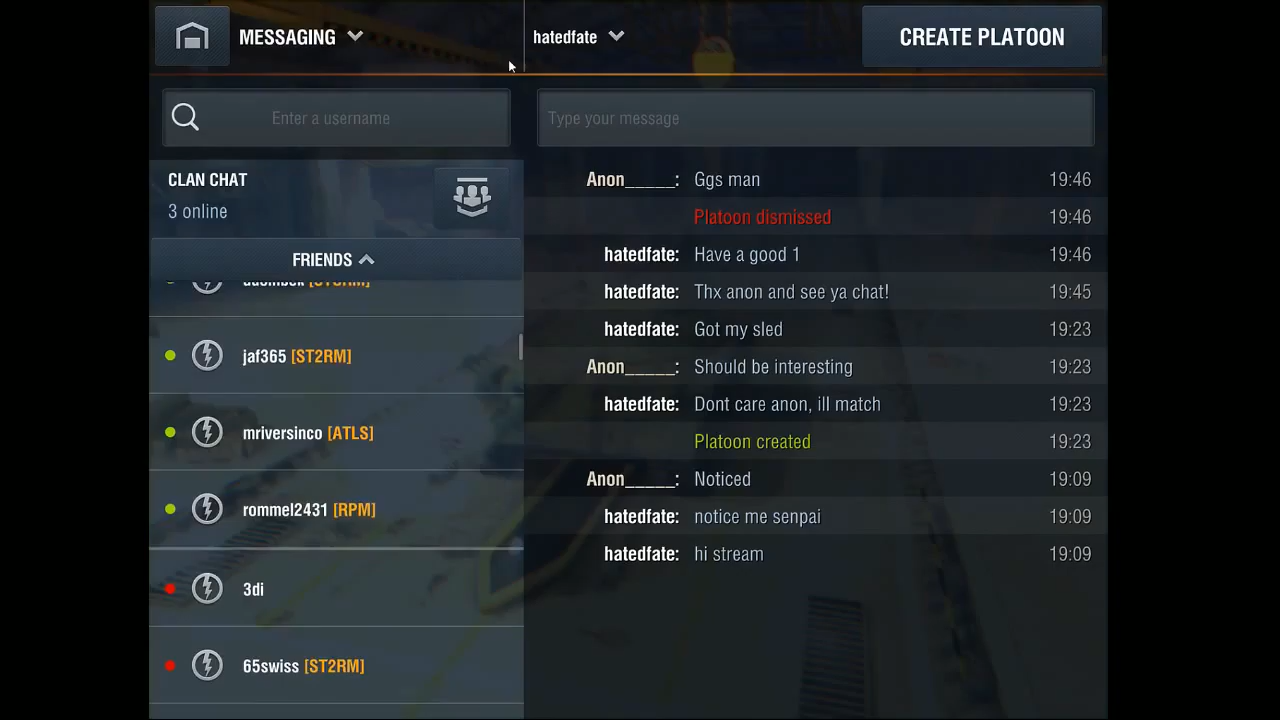 MESSAGING
hatedfate
CREATE PLATOON
Enter a username
Type your message
CLAN CHAT
3 online
FRIENDS
jaf365 [ST2RM]
mriversinco [ATLS]
rommel2431 [RPM]
3di
65swiss [ST2RM]
Anon_____: Ggs man 19:46
Platoon dismissed 19:46
hatedfate: Have a good 1 19:46
hatedfate: Thx anon and see ya chat! 19:45
hatedfate: Got my sled 19:23
Anon_____: Should be interesting 19:23
hatedfate: Dont care anon, ill match 19:23
Platoon created 19:23
Anon_____: Noticed 19:09
hatedfate: notice me senpai 19:09
hatedfate: hi stream 19:09